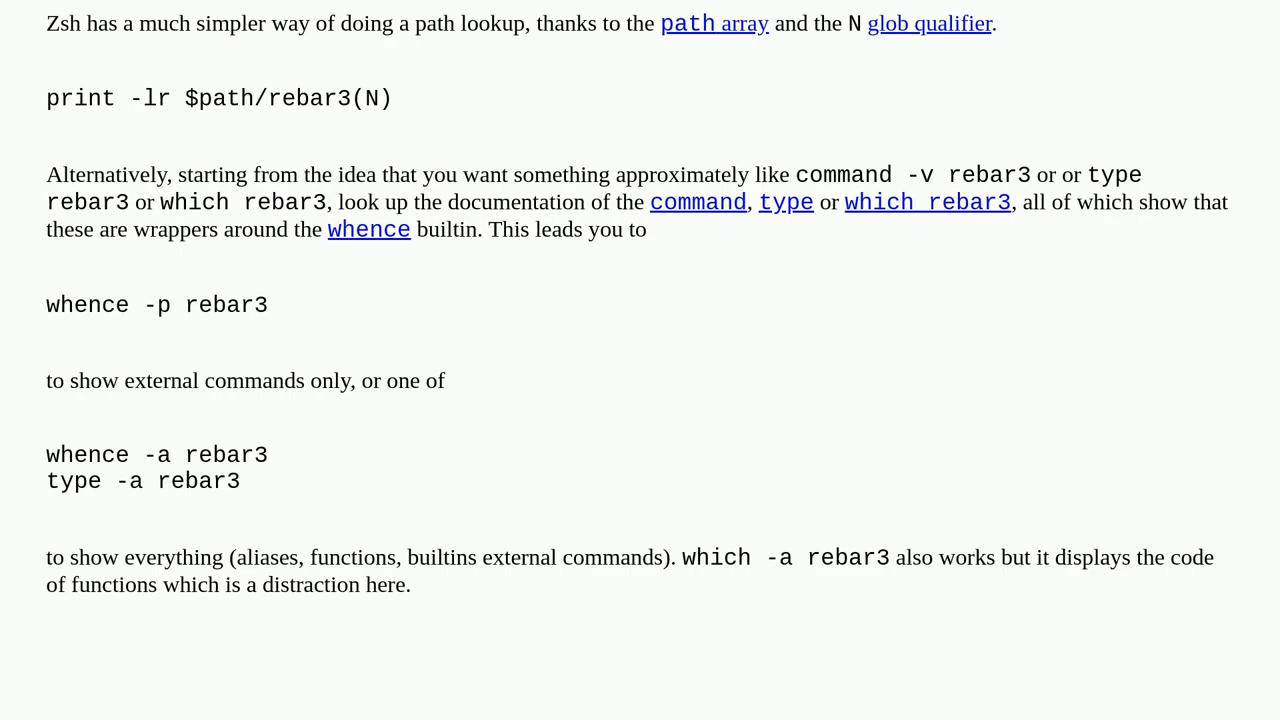 Zsh has a much simpler way of doing a path lookup, thanks to the path array and the N glob qualifier.
print -lr $path/rebar3(N)
Alternatively, starting from the idea that you want something approximately like command -v rebar3 or or type
rebar3 or which rebar3, look up the documentation of the command, type or which rebar3, all of which show that
these are wrappers around the whence builtin. This leads you to
whence -p rebar3
to show external commands only, or one of
whence -a rebar3
type -a rebar3
to show everything (aliases, functions, builtins external commands). which -a rebar3 also works but it displays the code
of functions which is a distraction here.